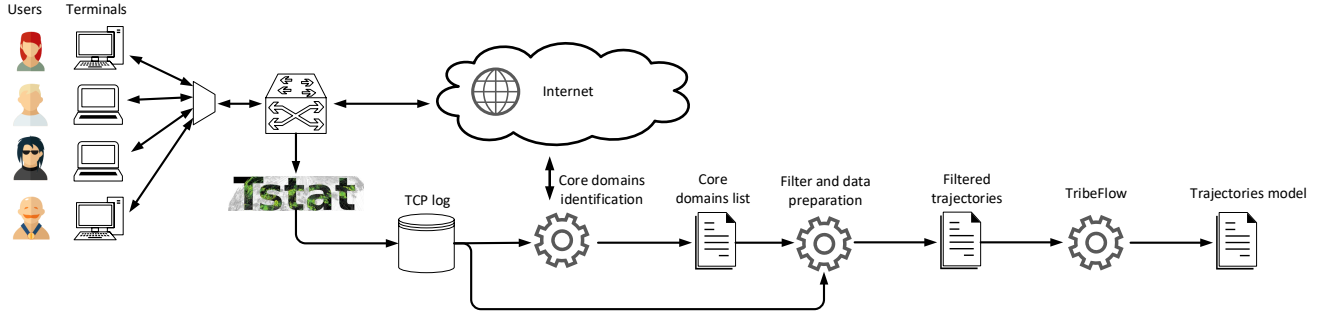 Users
Terminals
Internet
Tstat
TCP log
Core domains
identification
Core
domains list
Filter and data
preparation
Filtered
trajectories
TribeFlow
Trajectories model